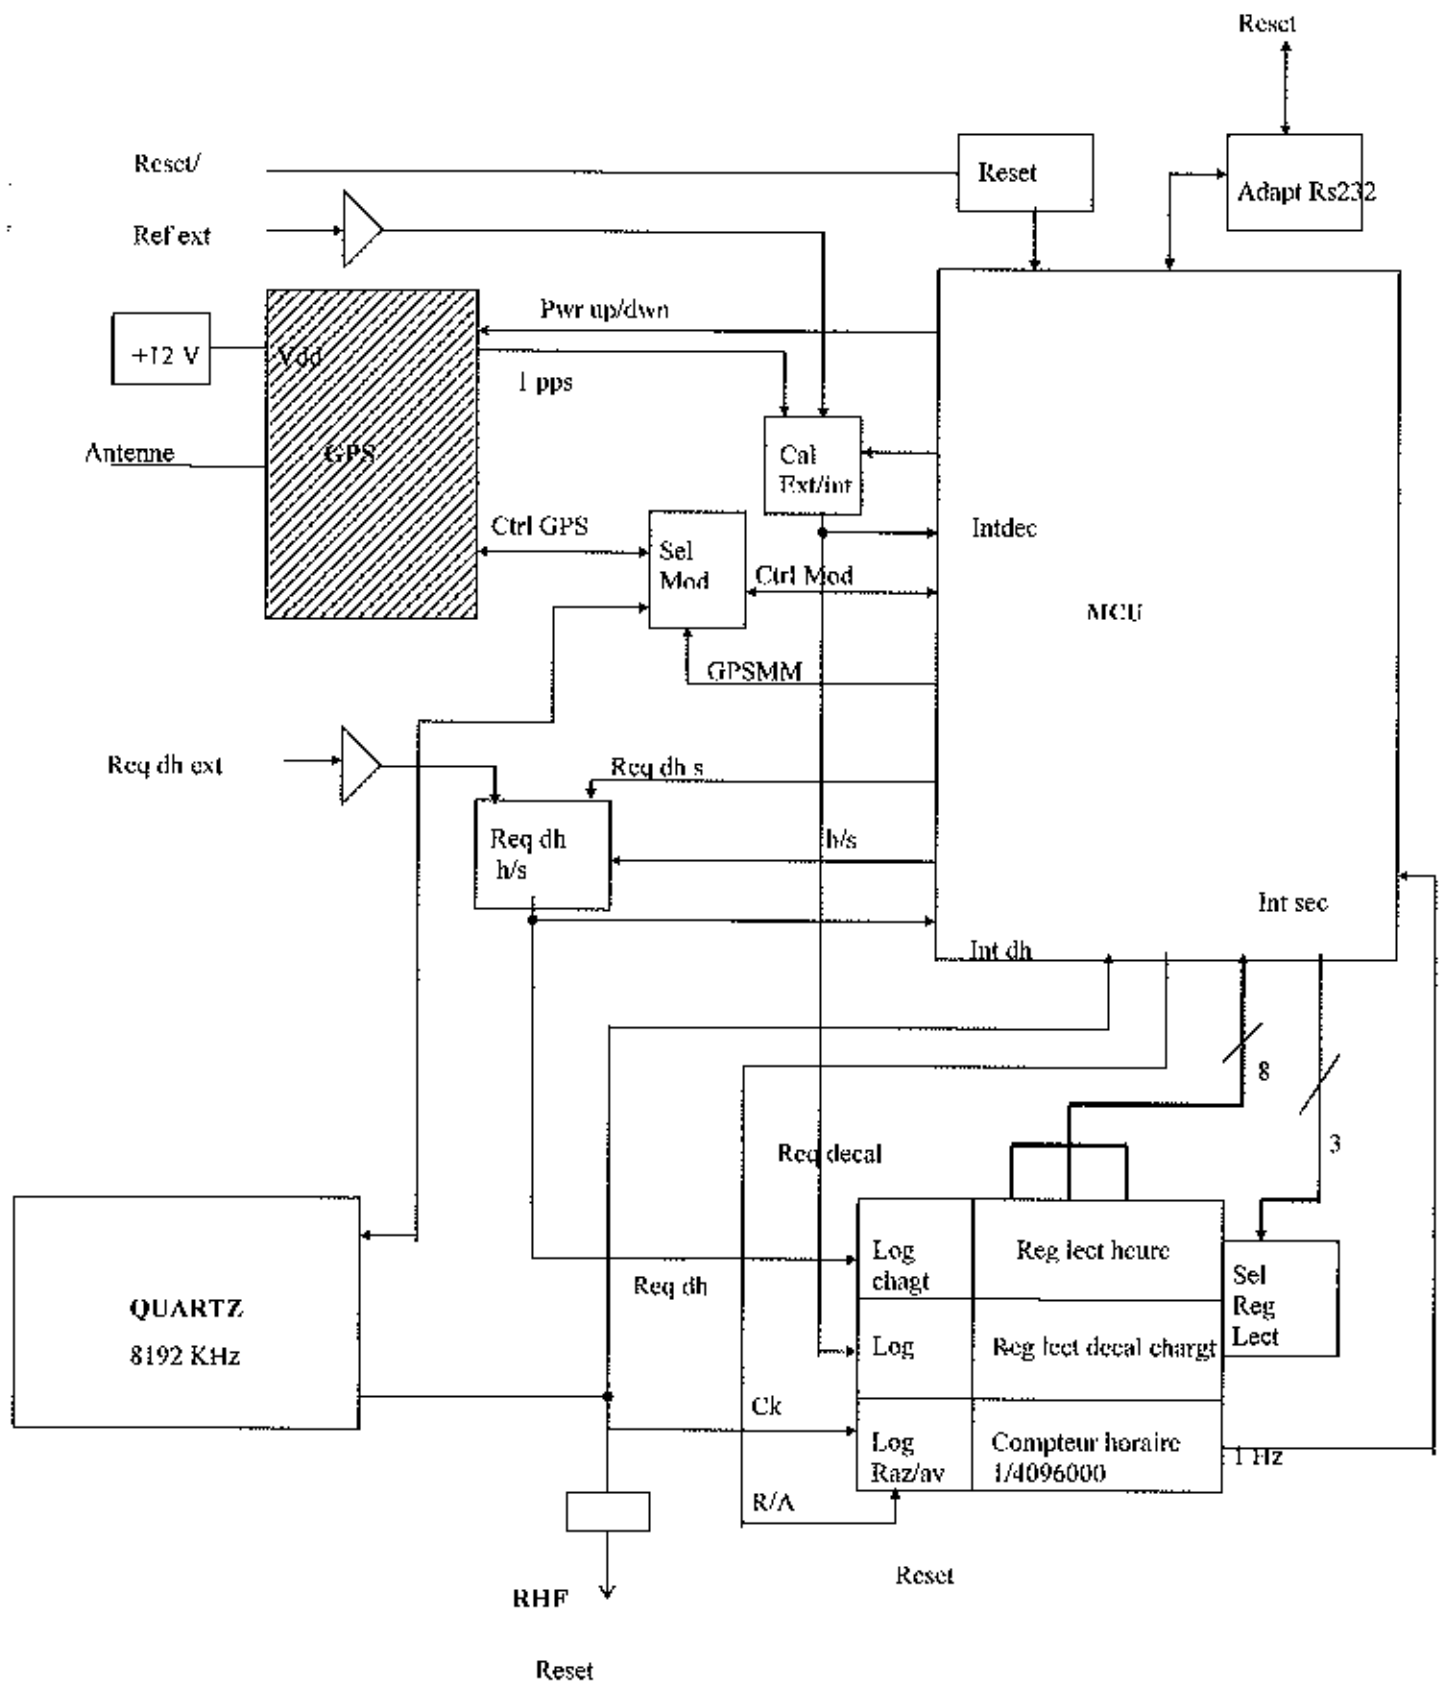 Reset
Reset/
Reset
Adapt Rs232
Ref ext
Pwr up/dwn
+12 V
Vdd
1 pps
Antenne
GPS
Cal
Ext/int
Ctrl GPS
Intdec
Sel
Mod
Ctrl Mod
MCU
GPSMM
Req dh ext
Req dh s
Req dh
h/s
h/s
Int sec
Int dh
8
3
Req decal
Log
chagt
Reg lect heure
Sel
Reg
Lect
Req dh
QUARTZ
8192 KHz
Log
Reg lect decal chargt
Ck
Log
Raz/av
Compteur horaire
1/4096000
1 Hz
R/A
Reset
RHF
Reset